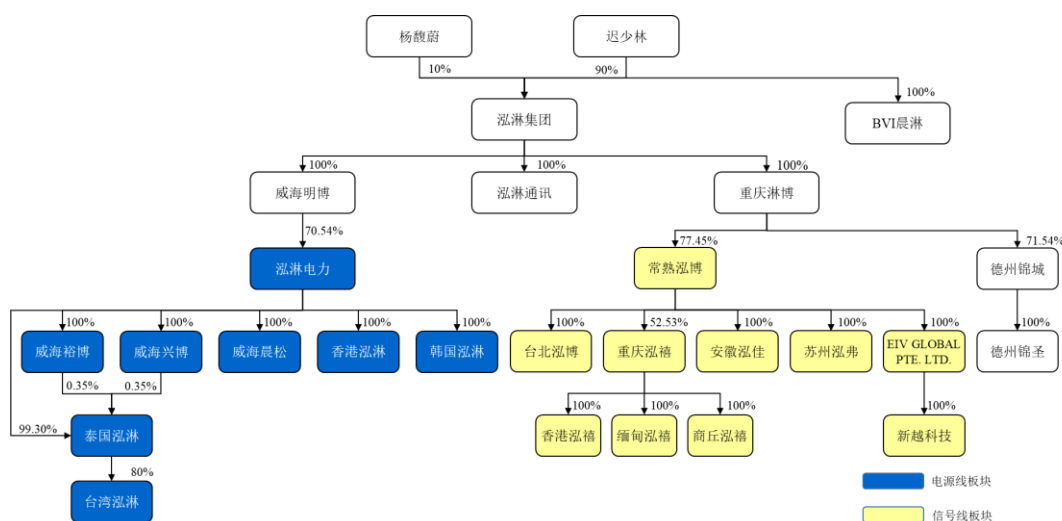 杨馥蔚
迟少林
10%
90%
100%
泓淋集团
BVI晨淋
100%
100%
100%
威海明博
泓淋通讯
重庆淋博
70.54%
77.45%
71.54%
泓淋电力
常熟泓博
德州锦城
100%
100%
100%
100%
100%
100%
52.53%
100%
100%
100%
100%
威海裕博
威海兴博
威海晨松
香港泓淋
韩国泓淋
台北泓博
重庆泓禧
安徽泓佳
苏州泓弗
EIV GLOBAL
PTE. LTD.
德州锦圣
0.35%
0.35%
100%
100%
100%
100%
99.30%
泰国泓淋
香港泓禧
缅甸泓禧
商丘泓禧
新越科技
80%
台湾泓淋
电源线板块
信号线板块